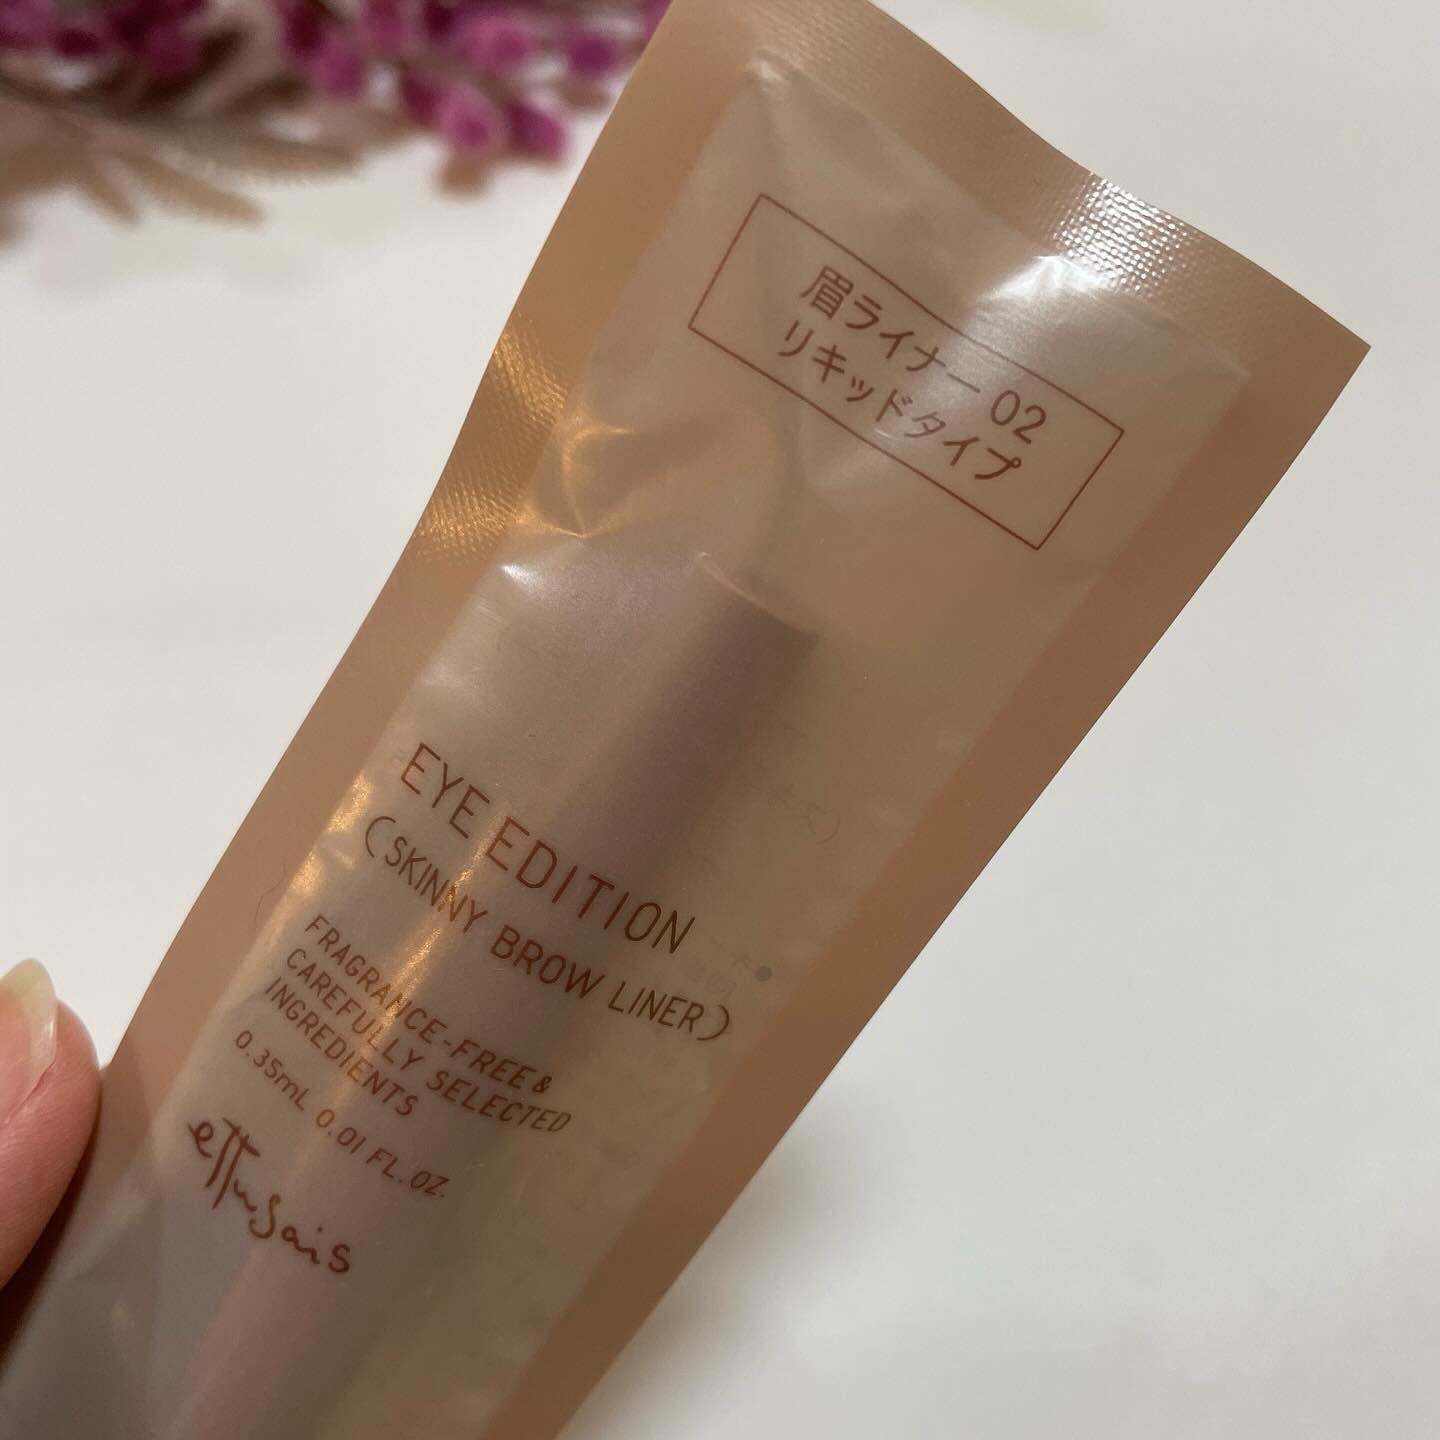 眉ライナー 02
リキッドタイプ
EYE EDITION
(SKINNY BROW LINER)
FRAGRANCE-FREE &
CAREFULLY SELECTED
INGREDIENTS
0.35mL 0.01 FL.OZ.
ettusais